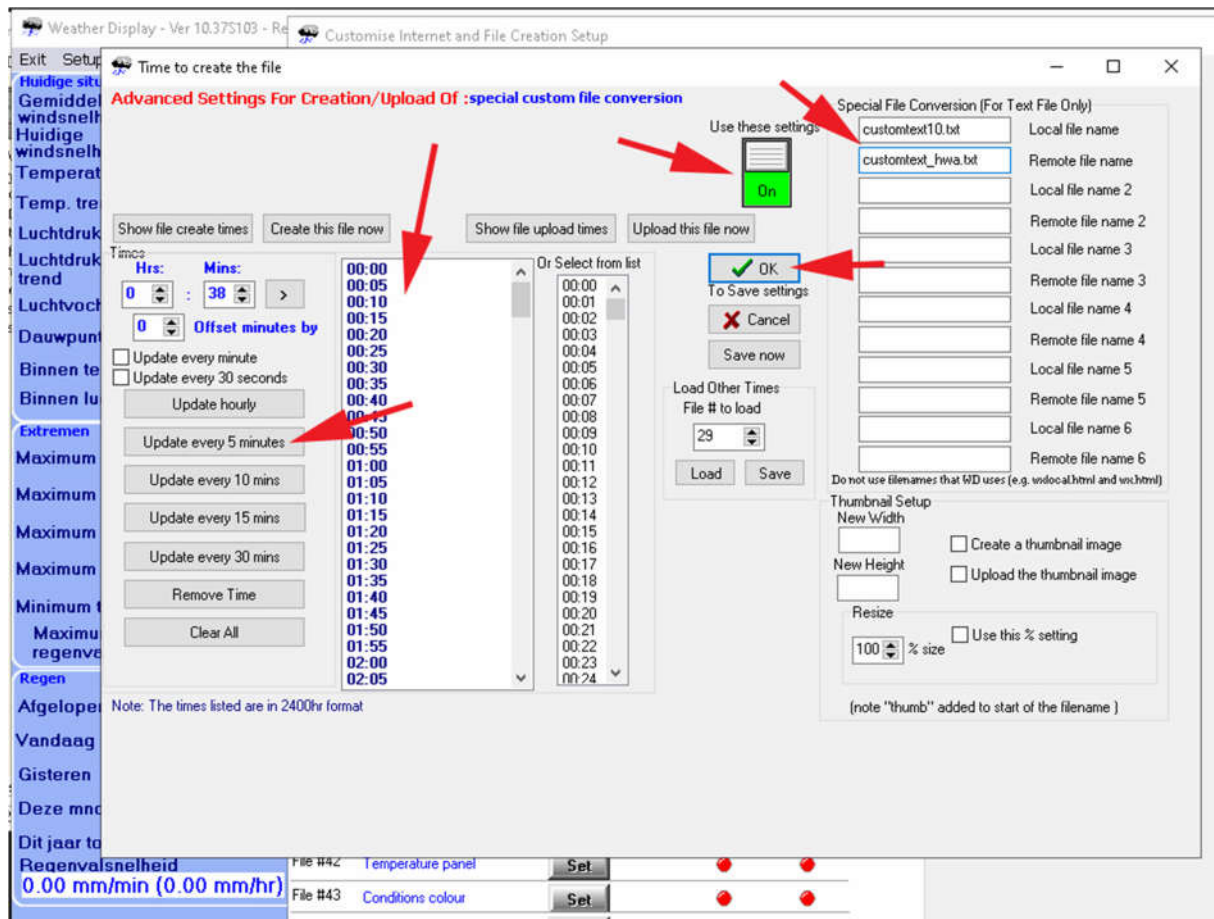 Weather Display - Ver 10.37S103 - Re
Customise Internet and File Creation Setup
Exit Setup
Time to create the file
Huidige situ
Gemiddel
windsnelh
Huidige
windsnelh
Temperat
Temp. tre
Luchtdruk
Luchtdruk
trend
Luchtvoch
Dauwpunt
Binnen te
Binnen lu
Extremen
Maximum
Maximum
Maximum
Maximum
Minimum t
Maximu
regenve
Regen
Afgeloper
Vandaag
Gisteren
Deze mnd
Dit jaar to
Regenvalsnelheid
0.00 mm/min (0.00 mm/hr)
Advanced Settings For Creation/Upload Of :special custom file conversion
Use these settings
On
Show file create times
Create this file now
Show file upload times
Upload this file now
Times
Hrs: Mins:
0 : 38 >
0 Offset minutes by
Update every minute
Update every 30 seconds
Update hourly
Update every 5 minutes
Update every 10 mins
Update every 15 mins
Update every 30 mins
Remove Time
Clear All
00:00
00:05
00:10
00:15
00:20
00:25
00:30
00:35
00:40
00:45
00:50
00:55
01:00
01:05
01:10
01:15
01:20
01:25
01:30
01:35
01:40
01:45
01:50
01:55
02:00
02:05
Or Select from list
00:00
00:01
00:02
00:03
00:04
00:05
00:06
00:07
00:08
00:09
00:10
00:11
00:12
00:13
00:14
00:15
00:16
00:17
00:18
00:19
00:20
00:21
00:22
00:23
00:24
OK
To Save settings
Cancel
Save now
Load Other Times
File # to load
29
Load Save
Special File Conversion (For Text File Only)
customtext10.txt Local file name
customtext_hwa.txt Remote file name
Local file name 2
Remote file name 2
Local file name 3
Remote file name 3
Local file name 4
Remote file name 4
Local file name 5
Remote file name 5
Local file name 6
Remote file name 6
Do not use filenames that WD uses (e.g. wxlocal.html and wx.html)
Thumbnail Setup
New Width
Create a thumbnail image
New Height
Upload the thumbnail image
Resize
100 % size
Use this % setting
(note "thumb" added to start of the filename )
Note: The times listed are in 2400hr format
File #42 Temperature panel Set
File #43 Conditions colour Set